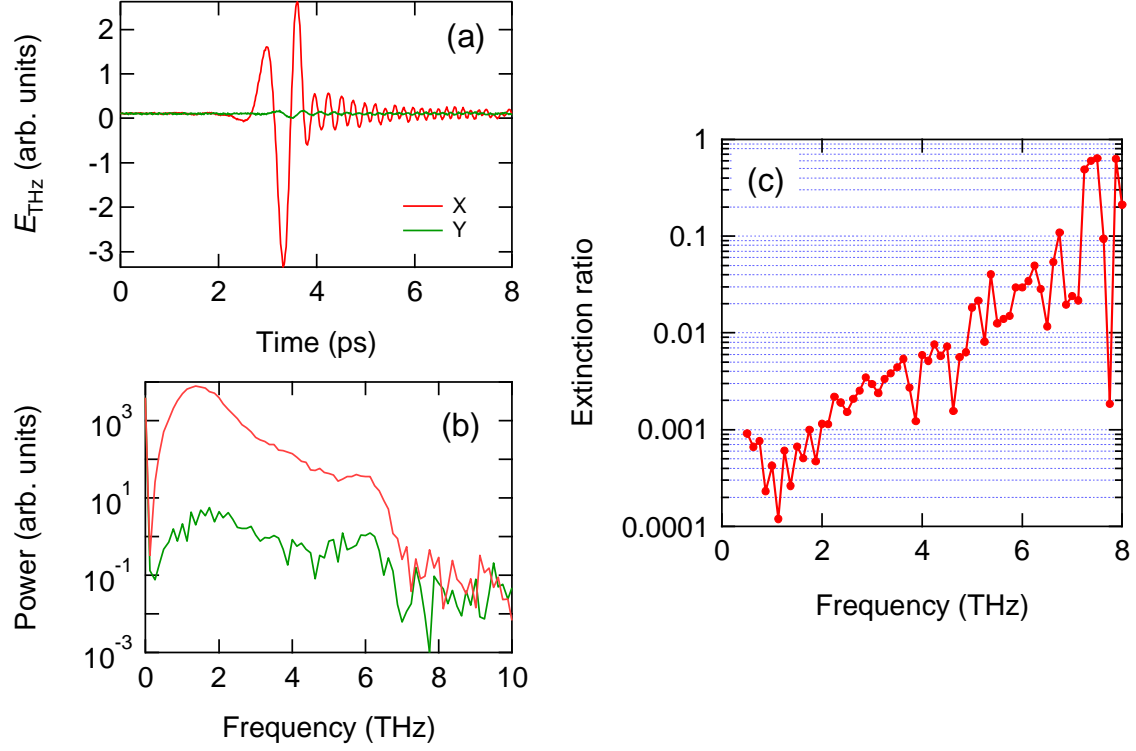 (a)
E_THz (arb. units)
2
1
0
-1
-2
-3
X
Y
0 2 4 6 8
Time (ps)
(b)
Power (arb. units)
10^3
10^1
10^-1
10^-3
0 2 4 6 8 10
Frequency (THz)
(c)
Extinction ratio
1
0.1
0.01
0.001
0.0001
0 2 4 6 8
Frequency (THz)